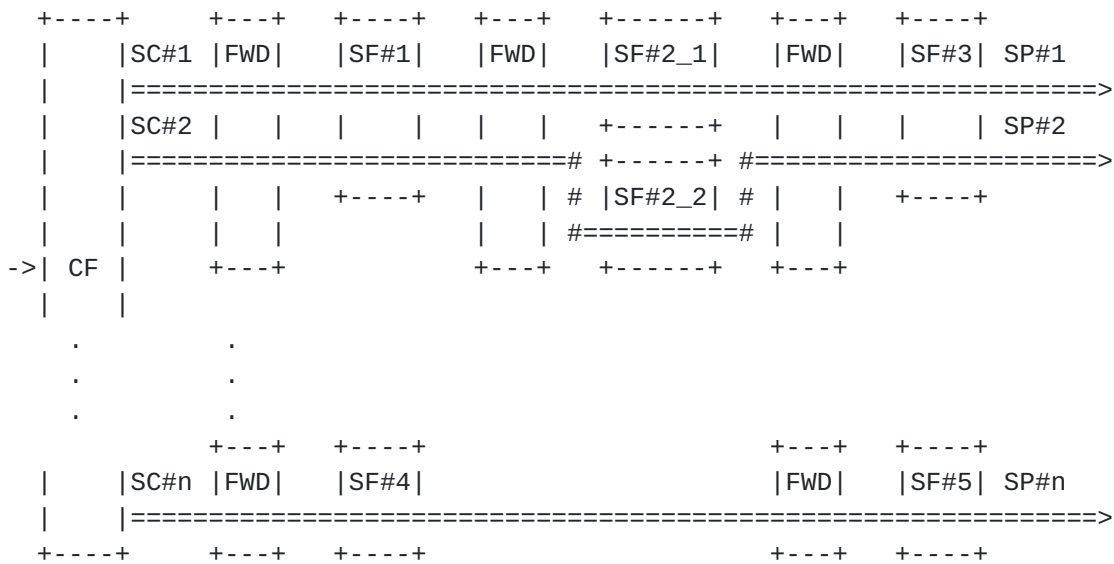 +----+     +---+   +----+   +---+   +------+   +---+   +----+
  |    |SC#1 |FWD|   |SF#1|   |FWD|   |SF#2_1|   |FWD|   |SF#3| SP#1
  |    |==============================================================>
  |    |SC#2 |   |   |    |   |   |   +------+   |   |   |    | SP#2
  |    |============================# +------+ #======================>
  |    |     |   |   +----+   |   | # |SF#2_2| # |   |   +----+
  |    |     |   |            |   | #==========# |   |
->| CF |     +---+            +---+   +------+   +---+
  |    |
    .         .
    .         .
    .         .
             +---+   +----+                      +---+   +----+
  |    |SC#n |FWD|   |SF#4|                      |FWD|   |SF#5| SP#n
  |    |==============================================================>
  +----+     +---+   +----+                      +---+   +----+